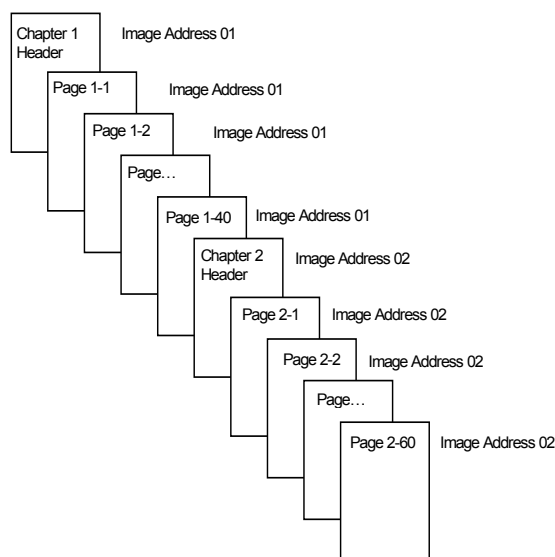 Chapter 1
Header
Image Address 01
Page 1-1
Image Address 01
Page 1-2
Image Address 01
Page…
Page 1-40
Image Address 01
Chapter 2
Header
Image Address 02
Page 2-1
Image Address 02
Page 2-2
Image Address 02
Page…
Page 2-60
Image Address 02